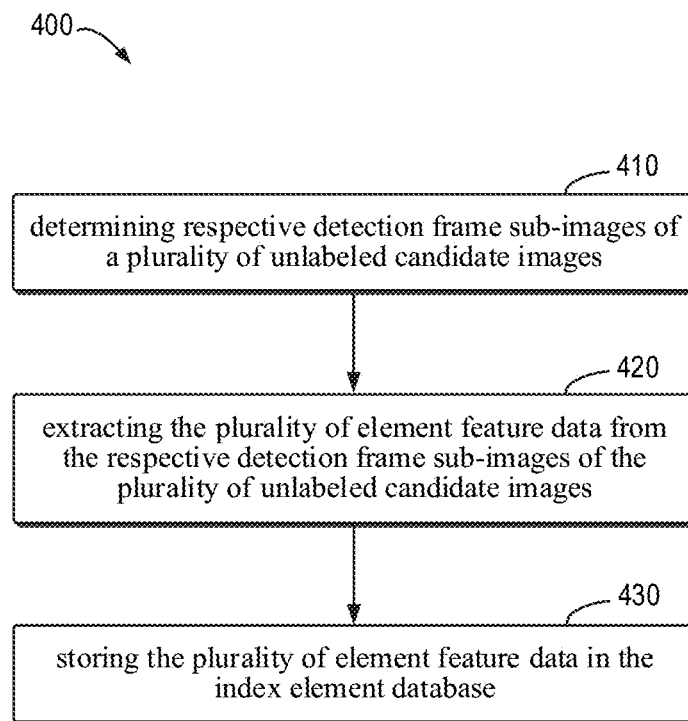 400
410
determining respective detection frame sub-images of
a plurality of unlabeled candidate images
420
extracting the plurality of element feature data from
the respective detection frame sub-images of the
plurality of unlabeled candidate images
430
storing the plurality of element feature data in the
index element database